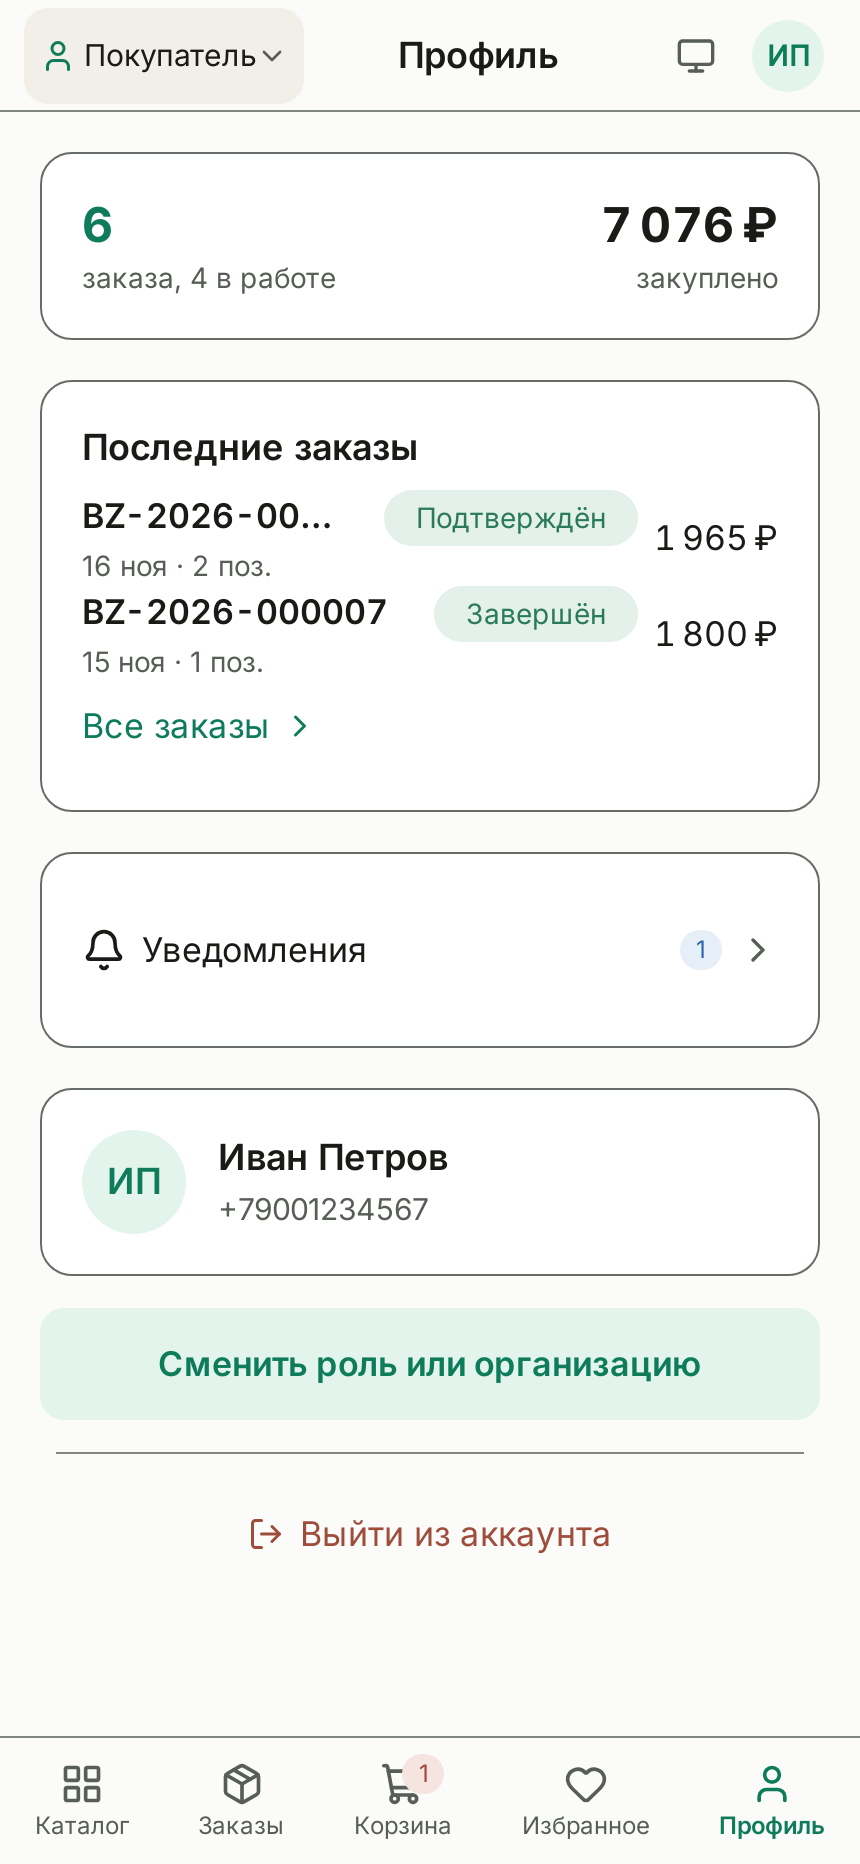 Покупатель
Профиль
ИП
6
7 076 ₽
заказа, 4 в работе
закуплено
Последние заказы
BZ-2026-00...
Подтверждён
1 965 ₽
16 ноя · 2 поз.
BZ-2026-000007
Завершён
1 800 ₽
15 ноя · 1 поз.
Все заказы
Уведомления
1
ИП
Иван Петров
+79001234567
Сменить роль или организацию
Выйти из аккаунта
1
Каталог
Заказы
Корзина
Избранное
Профиль